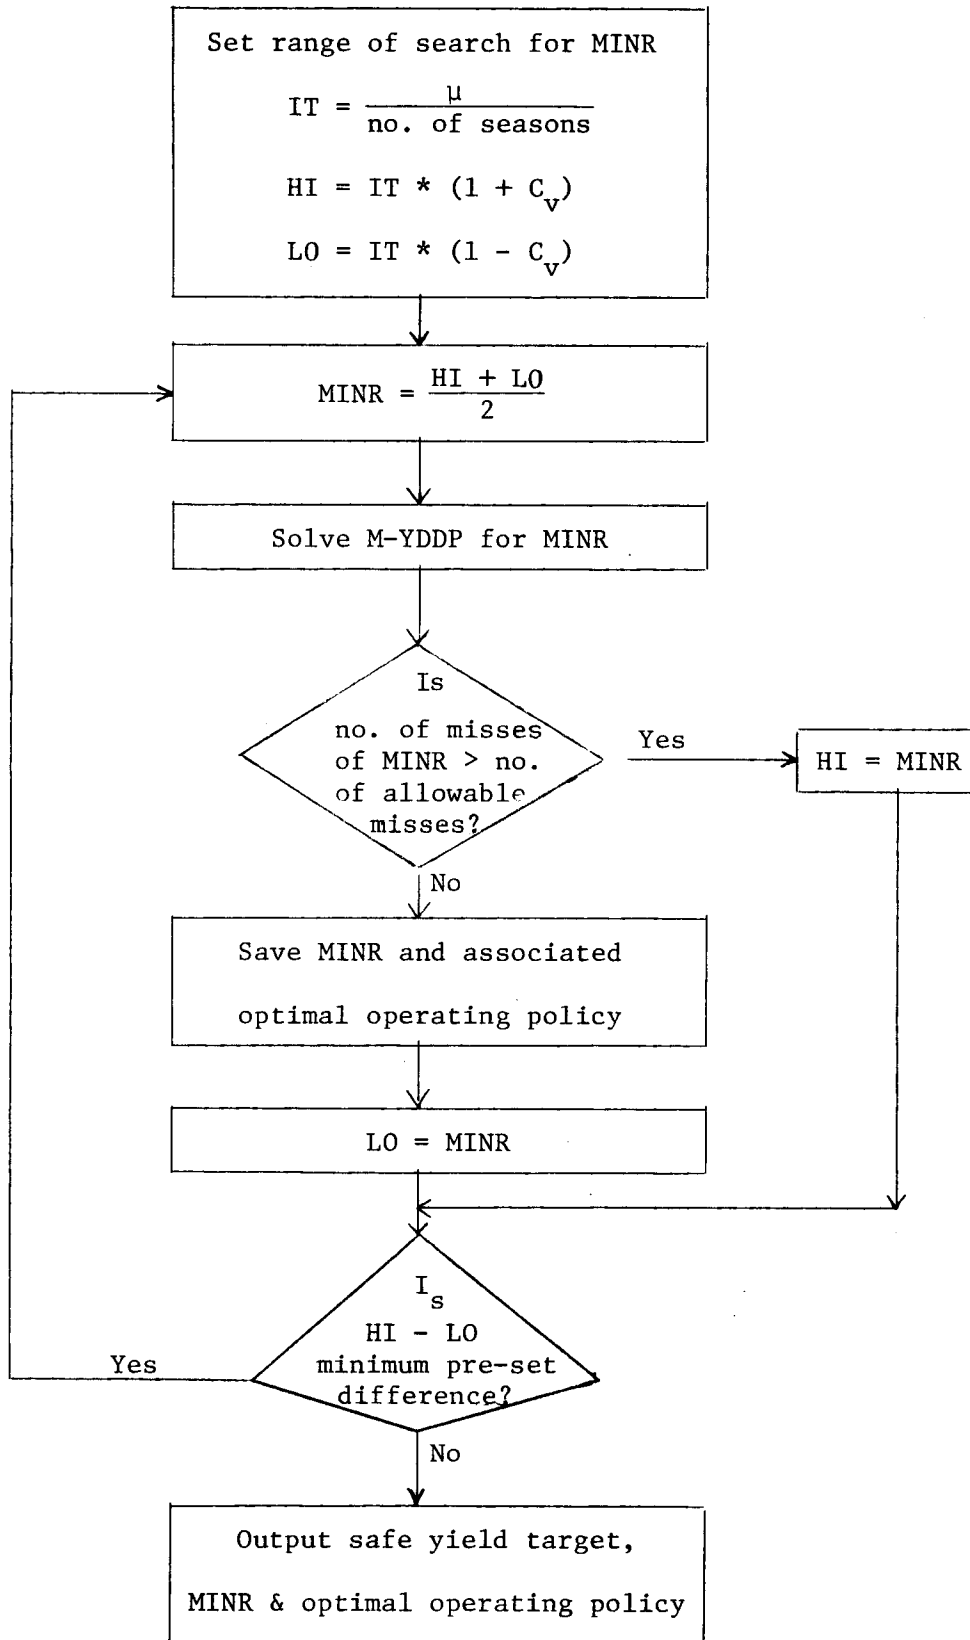 Set range of search for MINR
IT = μ / no. of seasons
HI = IT * (1 + C_v)
LO = IT * (1 - C_v)
MINR = HI + LO / 2
Solve M-YDDP for MINR
Is
no. of misses
of MINR > no.
of allowable
misses?
Yes
HI = MINR
No
Save MINR and associated
optimal operating policy
LO = MINR
Is
HI - LO
minimum pre-set
difference?
Yes
No
Output safe yield target,
MINR & optimal operating policy